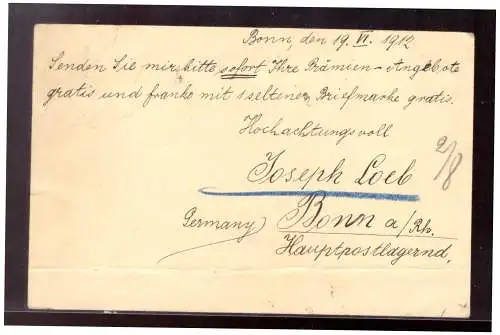 Bonn, den 19. VI. 1912
Senden Sie mir bitte sofort Ihre Prämien-Angebote
gratis und franko mit 1 seltener Briefmarke gratis.
Hochachtungsvoll
2/8
Joseph Loeb
Germany) Bonn a/Rh.
Hauptpostlagernd.